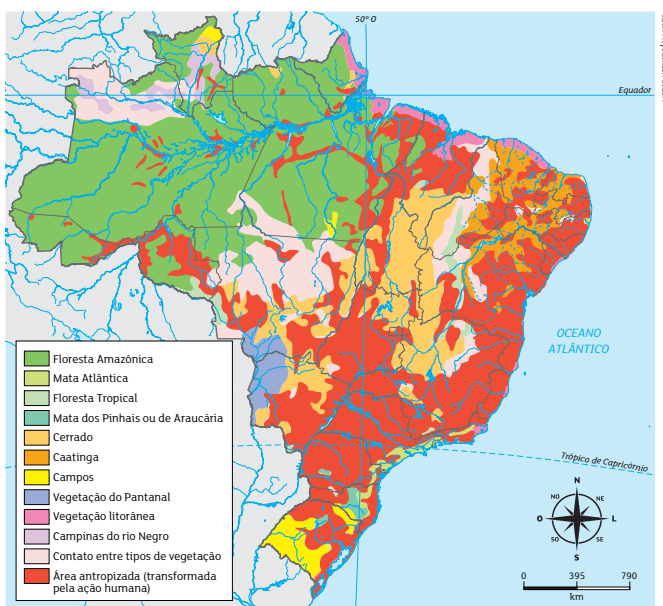 50° O
Equador
OCEANO
ATLÂNTICO
Trópico de Capricórnio
Floresta Amazônica
Mata Atlântica
Floresta Tropical
Mata dos Pinhais ou de Araucária
Cerrado
Caatinga
Campos
Vegetação do Pantanal
Vegetação litorânea
Campinas do rio Negro
Contato entre tipos de vegetação
Área antropizada (transformada
pela ação humana)
N
NO
NE
O
L
SO
SE
S
0
395
790
km